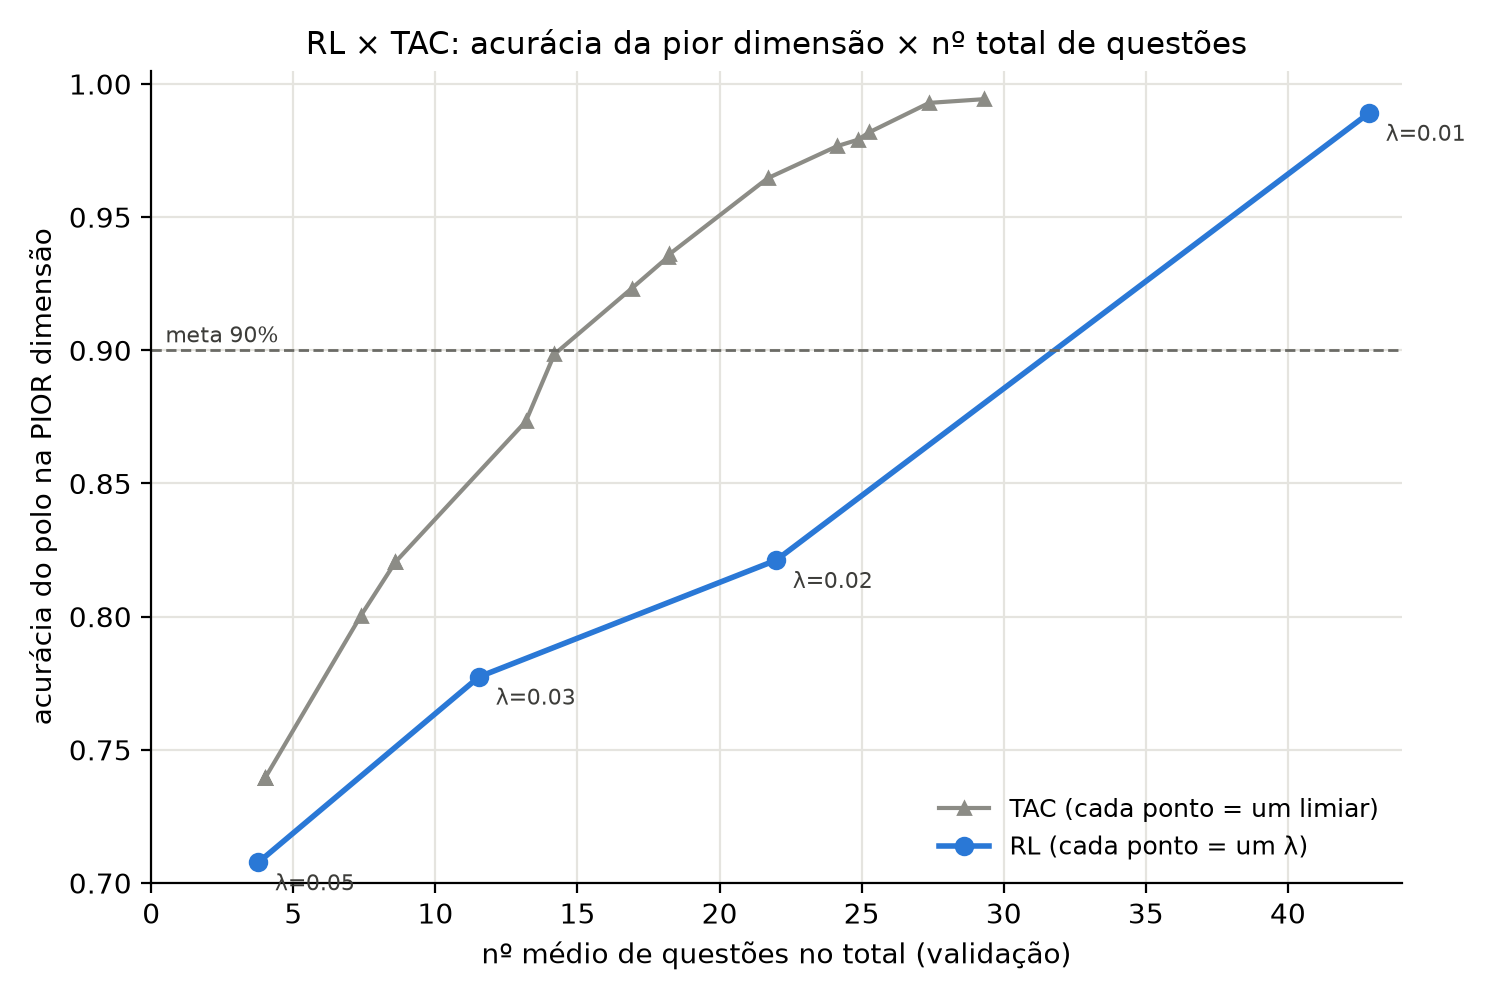 RL × TAC: acurácia da pior dimensão × nº total de questões
acurácia do polo na PIOR dimensão
1.00
0.95
0.90
0.85
0.80
0.75
0.70
meta 90%
λ=0.01
λ=0.02
λ=0.03
λ=0.05
TAC (cada ponto = um limiar)
RL (cada ponto = um λ)
0 5 10 15 20 25 30 35 40
nº médio de questões no total (validação)